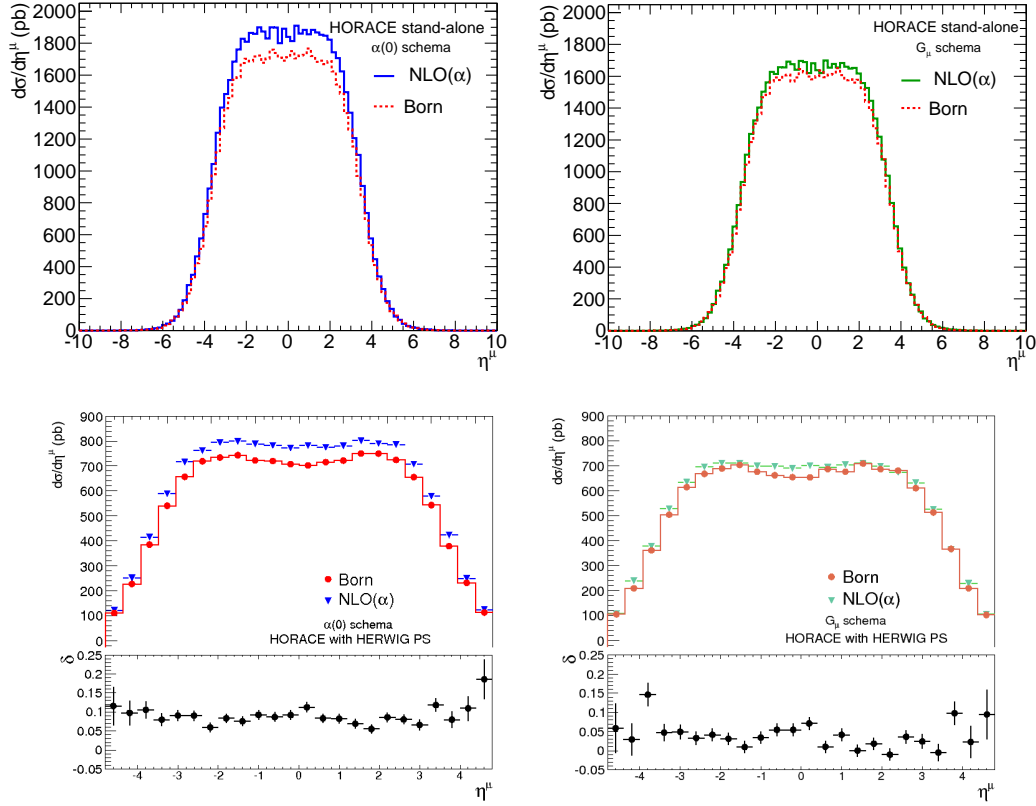 dσ/dη^μ (pb)
2000
1800
1600
1400
1200
1000
800
600
400
200
0
HORACE stand-alone
α(0) schema
NLO(α)
Born
-10 -8 -6 -4 -2 0 2 4 6 8 10
η^μ
dσ/dη^μ (pb)
2000
1800
1600
1400
1200
1000
800
600
400
200
0
HORACE stand-alone
G_μ schema
NLO(α)
Born
-10 -8 -6 -4 -2 0 2 4 6 8 10
η^μ
dσ/dη^μ (pb)
900
800
700
600
500
400
300
200
100
0
Born
NLO(α)
α(0) schema
HORACE with HERWIG PS
δ
0.25
0.2
0.15
0.1
0.05
0
-0.05
-4 -3 -2 -1 0 1 2 3 4
η^μ
dσ/dη^μ (pb)
900
800
700
600
500
400
300
200
100
0
Born
NLO(α)
G_μ schema
HORACE with HERWIG PS
δ
0.25
0.2
0.15
0.1
0.05
0
-0.05
-4 -3 -2 -1 0 1 2 3 4
η^μ